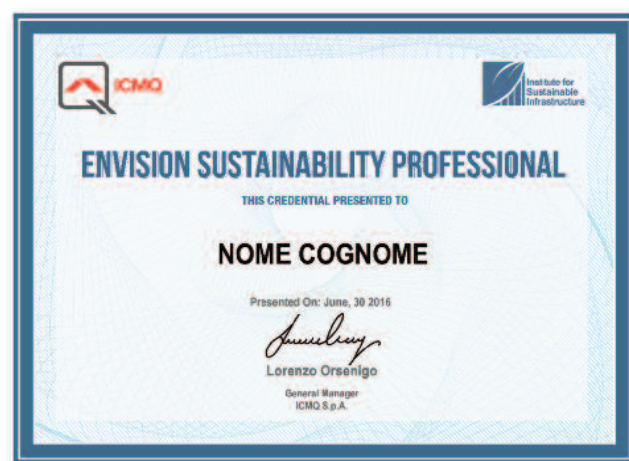 ICMQ
Institute for
Sustainable
Infrastructure
ENVISION SUSTAINABILITY PROFESSIONAL
THIS CREDENTIAL PRESENTED TO
NOME COGNOME
Presented On: June, 30 2016
Lorenzo Orsenigo
General Manager
ICMQ S.p.A.